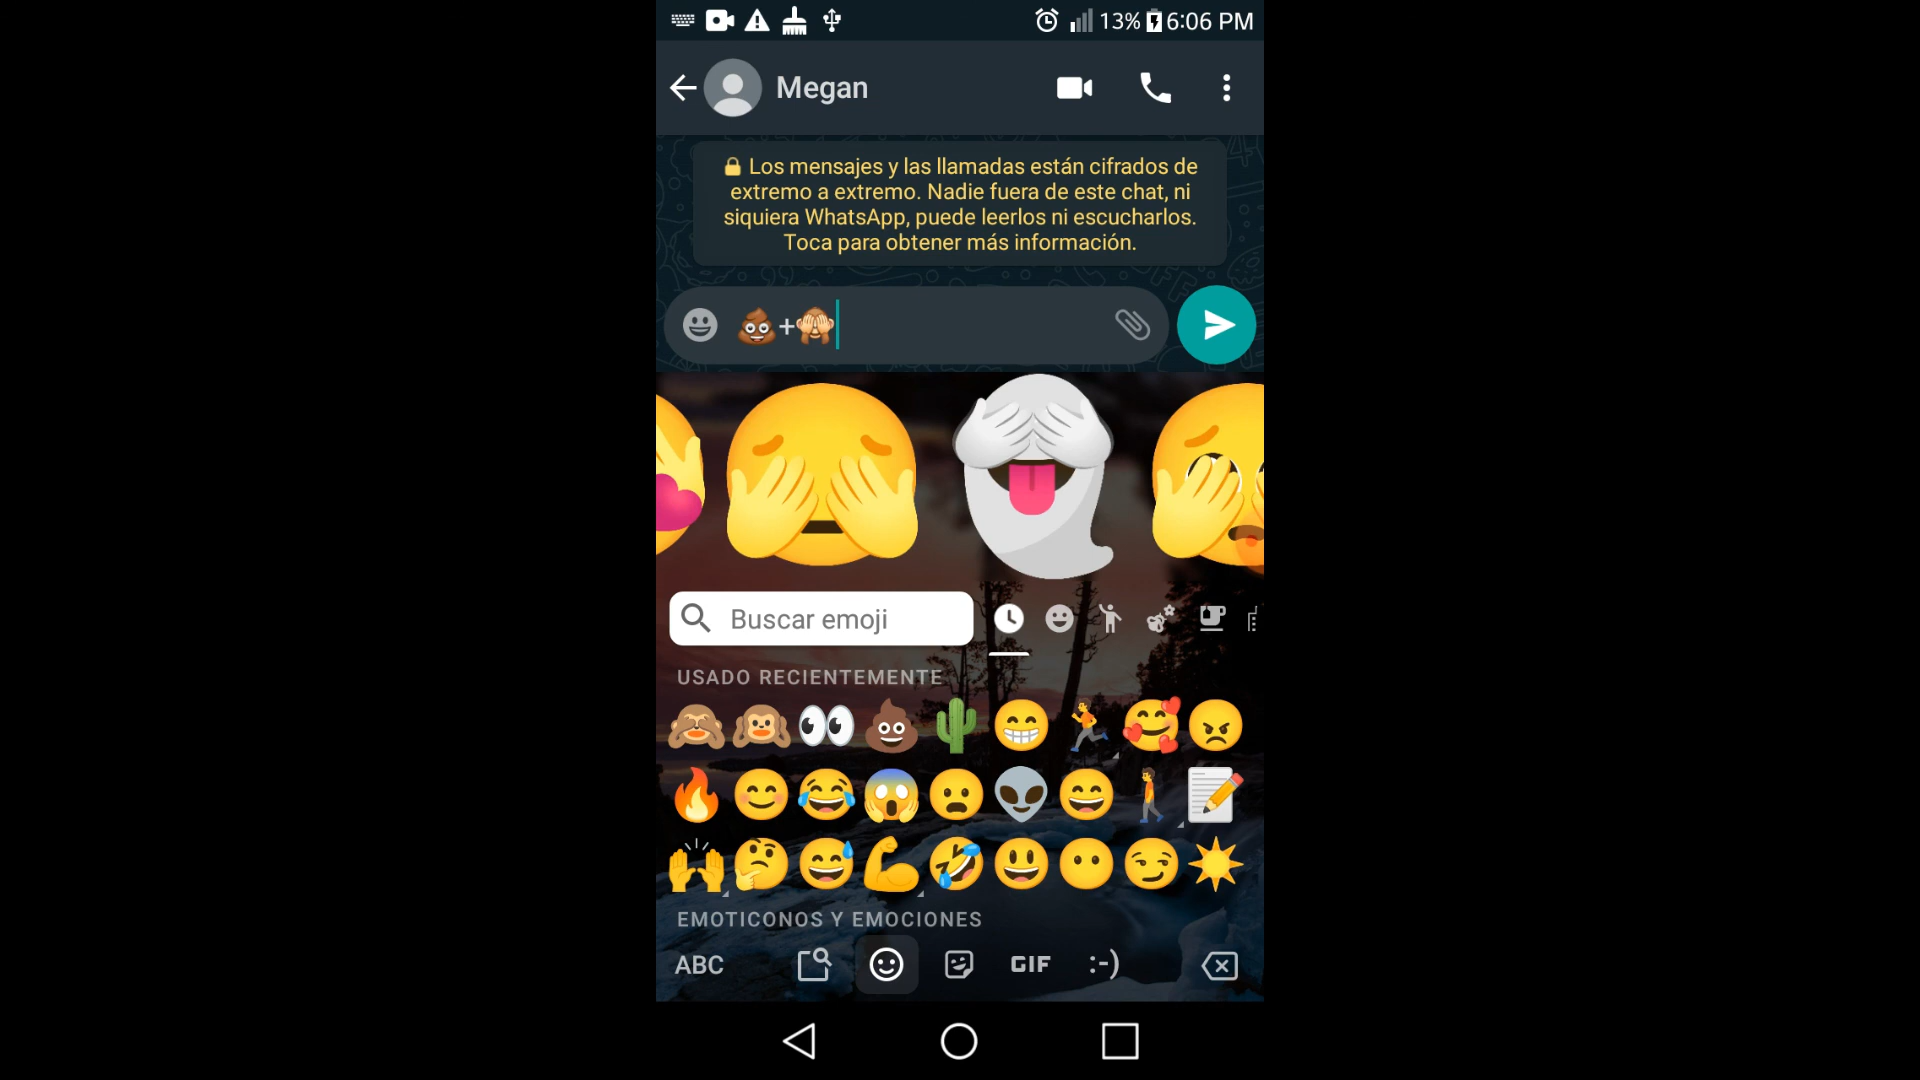 13% 6:06 PM
Megan
Los mensajes y las llamadas están cifrados de
extremo a extremo. Nadie fuera de este chat, ni
siquiera WhatsApp, puede leerlos ni escucharlos.
Toca para obtener más información.
💩+🙈
Buscar emoji
USADO RECIENTEMENTE
EMOTICONOS Y EMOCIONES
ABC GIF :-)